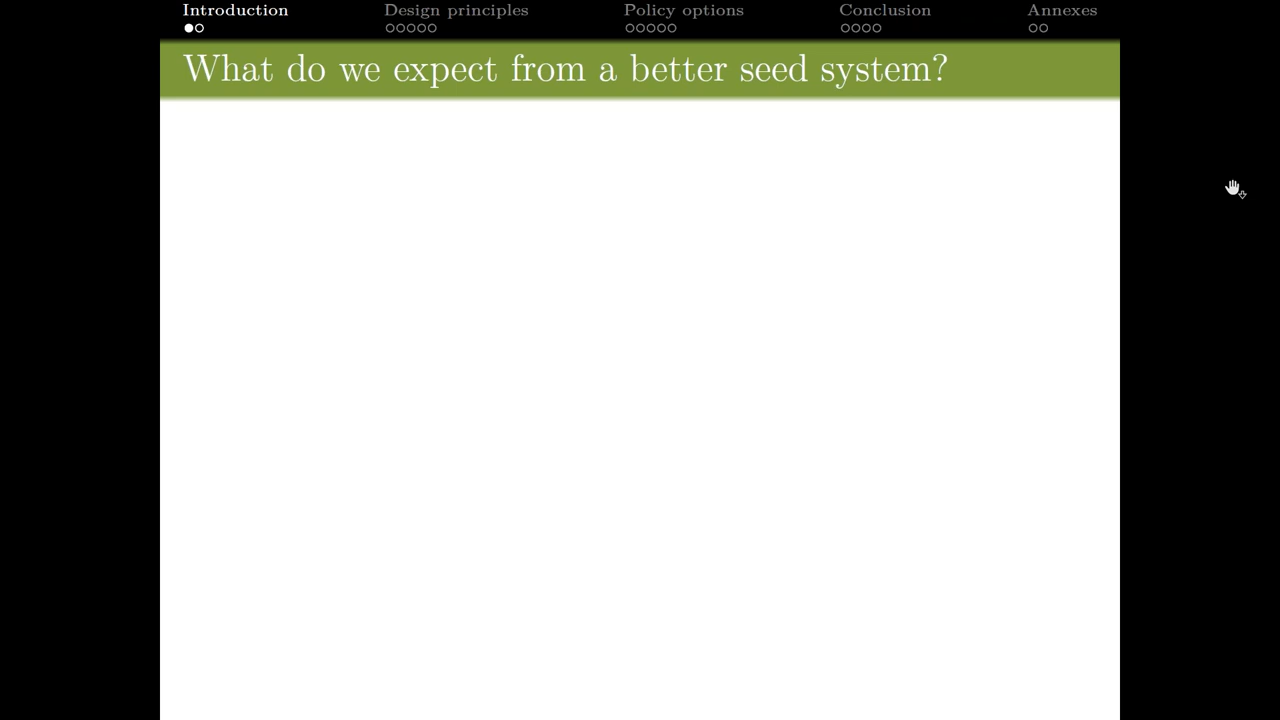 Introduction Design principles Policy options Conclusion Annexes
What do we expect from a better seed system?